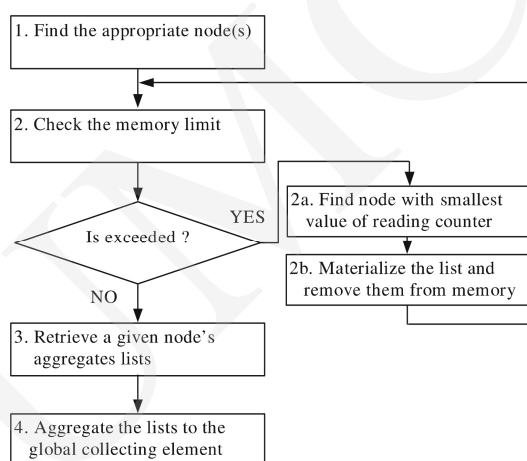 1. Find the appropriate node(s)
2. Check the memory limit
Is exceeded ?
YES
2a. Find node with smallest
value of reading counter
2b. Materialize the list and
remove them from memory
NO
3. Retrieve a given node's
aggregates lists
4. Aggregate the lists to the
global collecting element